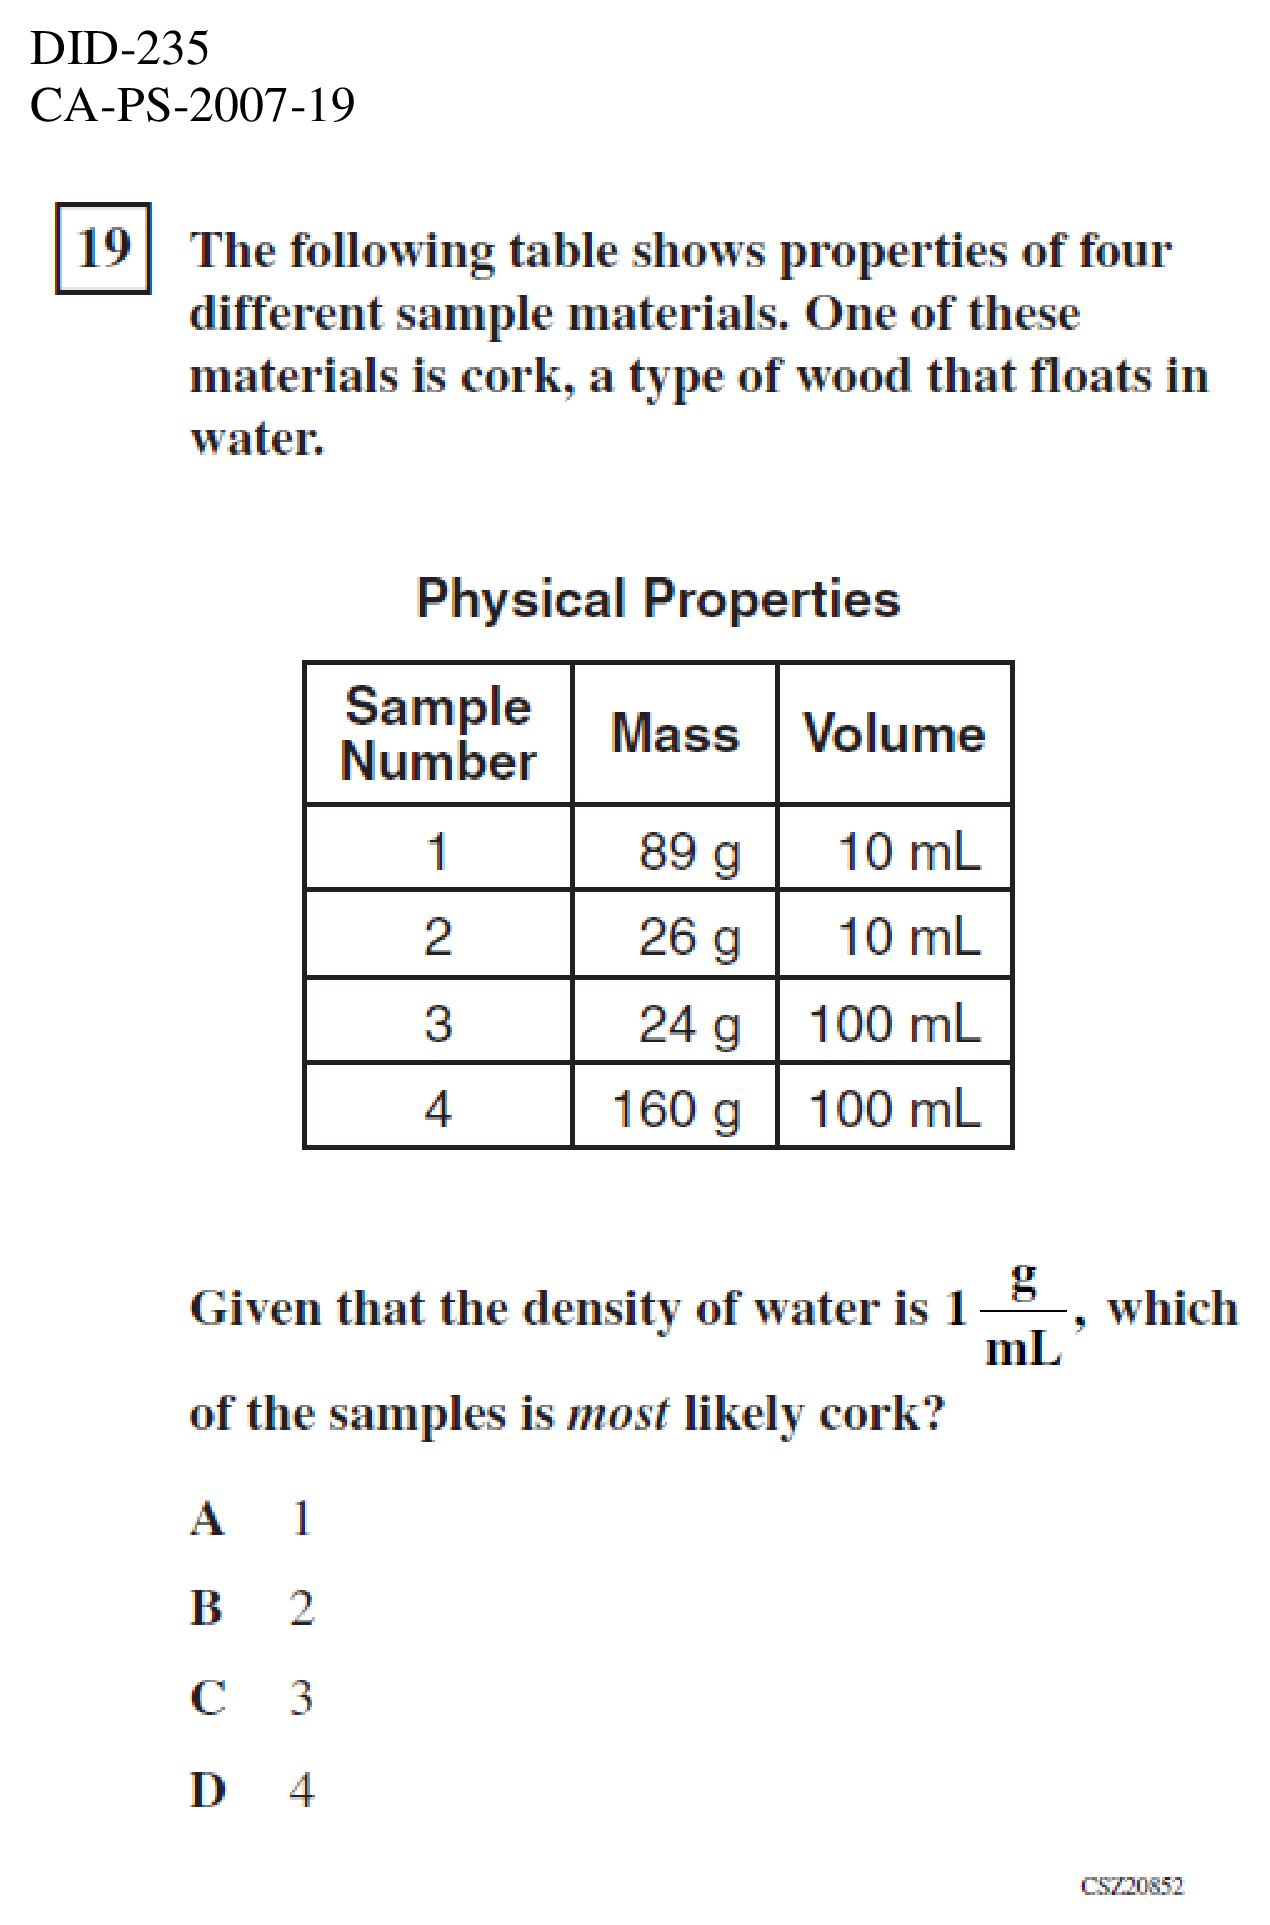 DID-235
CA-PS-2007-19
19 The following table shows properties of four
different sample materials. One of these
materials is cork, a type of wood that floats in
water.
Physical Properties
Sample Number Mass Volume
1 89 g 10 mL
2 26 g 10 mL
3 24 g 100 mL
4 160 g 100 mL
Given that the density of water is 1 g/mL, which
of the samples is most likely cork?
A 1
B 2
C 3
D 4
CSZ20852